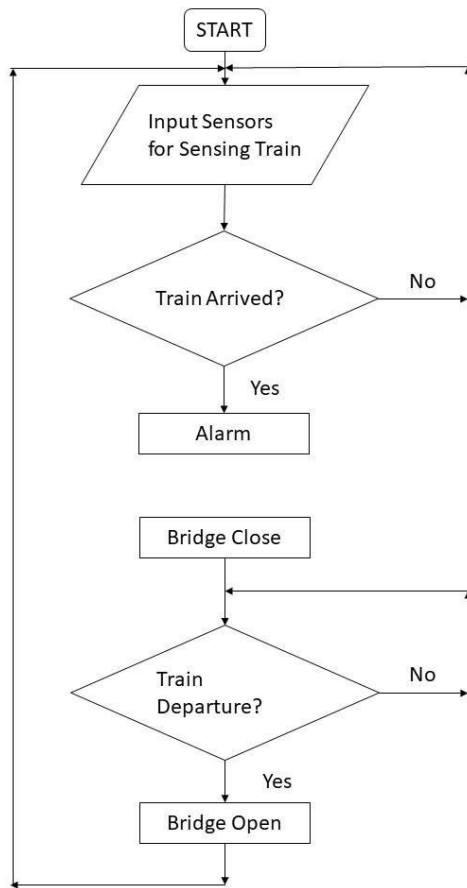 START
Input Sensors
for Sensing Train
Train Arrived?
No
Yes
Alarm
Bridge Close
Train
Departure?
No
Yes
Bridge Open